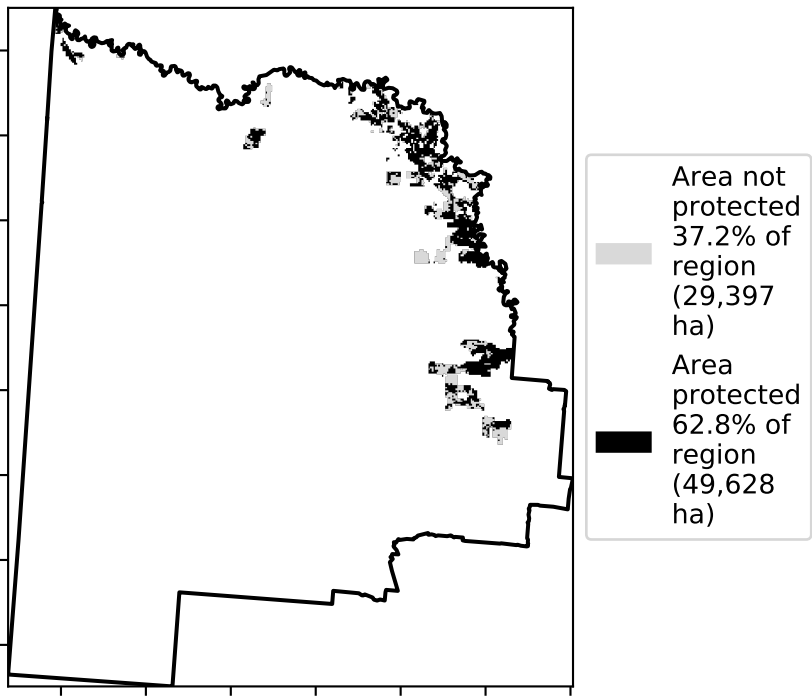 Area not
protected
37.2% of
region
(29,397
ha)
Area
protected
62.8% of
region
(49,628
ha)